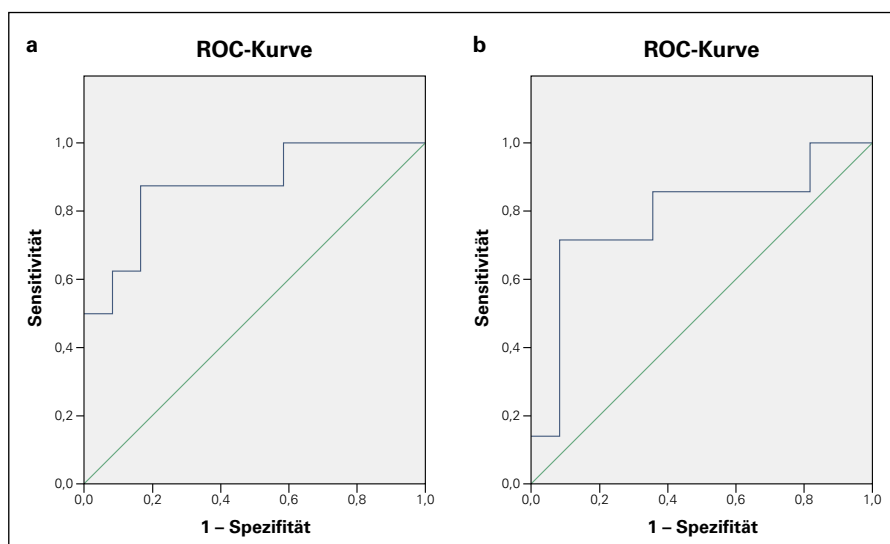 a
ROC-Kurve
1,0
0,8
0,6
0,4
0,2
0,0
Sensitivität
0,0 0,2 0,4 0,6 0,8 1,0
1 – Spezifität
b
ROC-Kurve
1,0
0,8
0,6
0,4
0,2
0,0
Sensitivität
0,0 0,2 0,4 0,6 0,8 1,0
1 – Spezifität